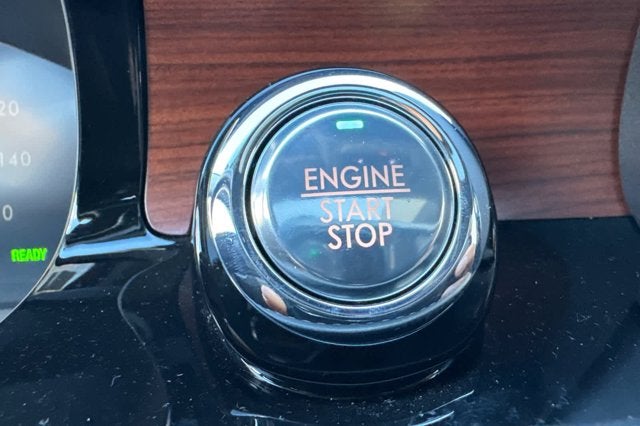 20
140
0
READY
ENGINE
START
STOP